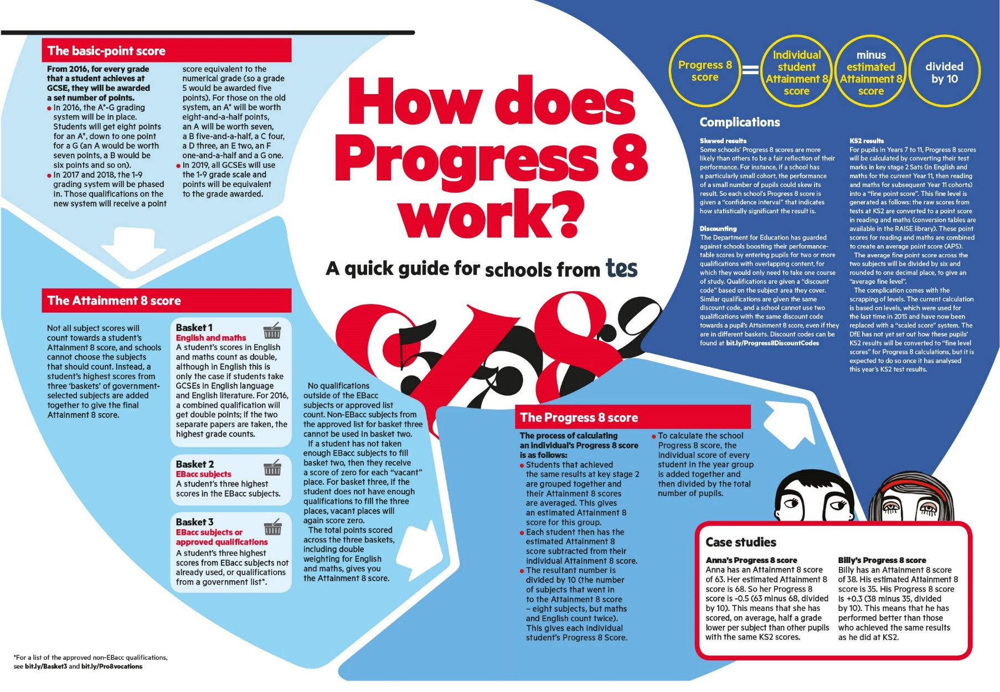 How does
Progress 8
work?
A quick guide for schools from tes
The basic-point score
From 2016, for every grade
that a student achieves at
GCSE, they will be awarded
a set number of points.
• In 2016, the A*-G grading
system will be in place.
Students will get eight points
for an A*, down to one point
for a G (an A would be worth
seven points, a B would be
six points and so on).
• In 2017 and 2018, the 1-9
grading system will be phased
in. Those qualifications on the
new system will receive a point
score equivalent to the
numerical grade (so a grade
5 would be awarded five
points). For those on the old
system, an A* will be worth
eight-and-a-half points,
an A will be worth seven,
a B five-and-a-half, a C four,
a D three, an E two, an F
one-and-a-half and a G one.
• In 2019, all GCSEs will use
the 1-9 grade scale and
points will be equivalent
to the grade awarded.
The Attainment 8 score
Not all subject scores will
count towards a student's
Attainment 8 score, and schools
cannot choose the subjects
that should count. Instead, a
student's highest scores from
three 'baskets' of government-
selected subjects are added
together to give the final
Attainment 8 score.
Basket 1
English and maths
A student's scores in English
and maths count as double,
although in English this is
only the case if students take
GCSEs in English language
and English literature. For 2016,
a combined qualification will
get double points; if the two
separate papers are taken, the
highest grade counts.
Basket 2
EBacc subjects
A student's three highest
scores in the EBacc subjects.
Basket 3
EBacc subjects or
approved qualifications
A student's three highest
scores from EBacc subjects not
already used, or qualifications
from a government list*.
No qualifications
outside of the EBacc
subjects or approved list
count. Non-EBacc subjects from
the approved list for basket three
cannot be used in basket two.
If a student has not taken
enough EBacc subjects to fill
basket two, then they receive
a score of zero for each "vacant"
place. For basket three, if the
student does not have enough
qualifications to fill the three
places, vacant places will
again score zero.
The total points scored
across the three baskets,
including double
weighting for English
and maths, gives you
the Attainment 8 score.
*For a list of the approved non-EBacc qualifications,
see bit.ly/Basket3 and bit.ly/Pro8vocations
The Progress 8 score
The process of calculating
an individual's Progress 8 score
is as follows:
• Students that achieved
the same results at key stage 2
are grouped together and
their Attainment 8 scores
are averaged. This gives
an estimated Attainment 8
score for this group.
• Each student then has the
estimated Attainment 8
score subtracted from their
individual Attainment 8 score.
• The resultant number is
divided by 10 (the number
of subjects that went in
to the Attainment 8 score
– eight subjects, but maths
and English count twice).
This gives each individual
student's Progress 8 Score.
• To calculate the school
Progress 8 score, the
individual score of every
student in the year group
is added together and
then divided by the total
number of pupils.
Progress 8
score
=
Individual
student
Attainment 8
score
minus
estimated
Attainment 8
score
divided
by 10
Complications
Skewed results
Some schools' Progress 8 scores are more
likely than others to be a fair reflection of their
performance. For instance, if a school has
a particularly small cohort, the performance
of a small number of pupils could skew its
result. So each school's Progress 8 score is
given a "confidence interval" that indicates
how statistically significant the result is.
Discounting
The Department for Education has guarded
against schools boosting their performance-
table scores by entering pupils for two or more
qualifications with overlapping content, for
which they would only need to take one course
of study. Qualifications are given a "discount
code" based on the subject area they cover.
Similar qualifications are given the same
discount code, and a school cannot use two
qualifications with the same discount code
towards a pupil's Attainment 8 score, even if they
are in different baskets. Discount codes can be
found at bit.ly/Progress8DiscountCodes
KS2 results
For pupils in Years 7 to 11, Progress 8 scores
will be calculated by converting their test
marks in key stage 2 Sats (in English and
maths for the current Year 11, then reading
and maths for subsequent Year 11 cohorts)
into a "fine point score". This fine level is
generated as follows: the raw scores from
tests at KS2 are converted to a point score
in reading and maths (conversion tables are
available in the RAISE library). These point
scores for reading and maths are combined
to create an average point score (APS).
The average fine point score across the
two subjects will be divided by six and
rounded to one decimal place, to give an
"average fine level".
The complication comes with the
scrapping of levels. The current calculation
is based on levels, which were used for
the last time in 2015 and have now been
replaced with a "scaled score" system. The
DfE has not yet set out how these pupils'
KS2 results will be converted to "fine level
scores" for Progress 8 calculations, but it is
expected to do so once it has analysed
this year's KS2 test results.
Case studies
Anna's Progress 8 score
Anna has an Attainment 8 score
of 63. Her estimated Attainment 8
score is 68. So her Progress 8
score is -0.5 (63 minus 68, divided
by 10). This means that she has
scored, on average, half a grade
lower per subject than other pupils
with the same KS2 scores.
Billy's Progress 8 score
Billy has an Attainment 8 score
of 38. His estimated Attainment 8
score is 35. His Progress 8 score
is +0.3 (38 minus 35, divided
by 10). This means that he has
performed better than those
who achieved the same results
as he did at KS2.